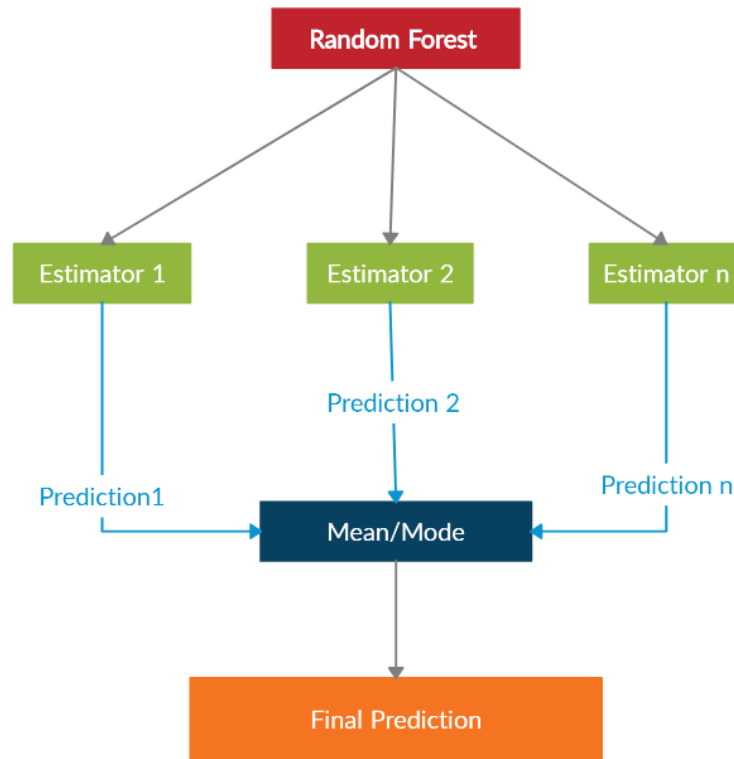 Random Forest
Estimator 1
Estimator 2
Estimator n
Prediction 2
Prediction1
Prediction n
Mean/Mode
Final Prediction